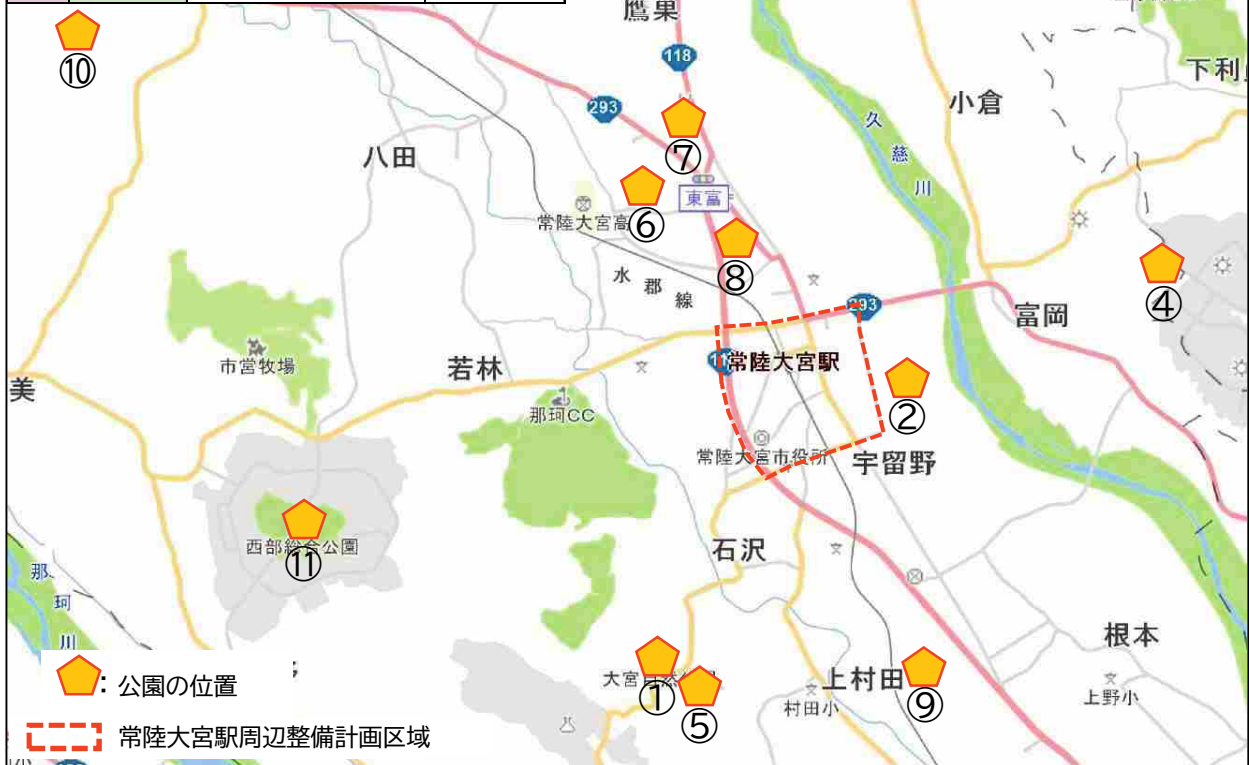 鷹巣
⑩
118
下利
小倉
293
久慈川
⑦
八田
東富
常陸大宮高
⑥
⑧
水郡線
④
293
富岡
常陸大宮駅
市営牧場
若林
美
那珂CC
②
常陸大宮市役所
宇留野
西部総合公園
⑪
石沢
那珂川
根本
大宮自然
①
⑤
上村田
⑨
村田小
上野小
: 公園の位置
常陸大宮駅周辺整備計画区域